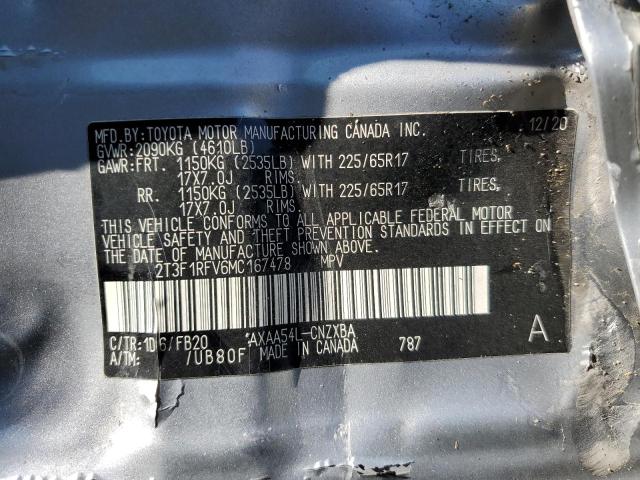 MFD.BY:TOYOTA MOTOR MANUFACTURING CANADA INC. 12/20
GVWR:2090KG (4610LB)
GAWR:FRT. 1150KG (2535LB) WITH 225/65R17 TIRES,
17X7.0J RIMS,
RR. 1150KG (2535LB) WITH 225/65R17 TIRES,
17X7.0J RIMS,
THIS VEHICLE CONFORMS TO ALL APPLICABLE FEDERAL MOTOR
VEHICLE SAFETY AND THEFT PREVENTION STANDARDS IN EFFECT ON
THE DATE OF MANUFACTURE SHOWN ABOVE.
2T3F1RFV6MC167478 MPV
C/TR: /FB20 AXAA54L-CNZXBA 787 A
A/TM: /UB80F MADE IN CANADA